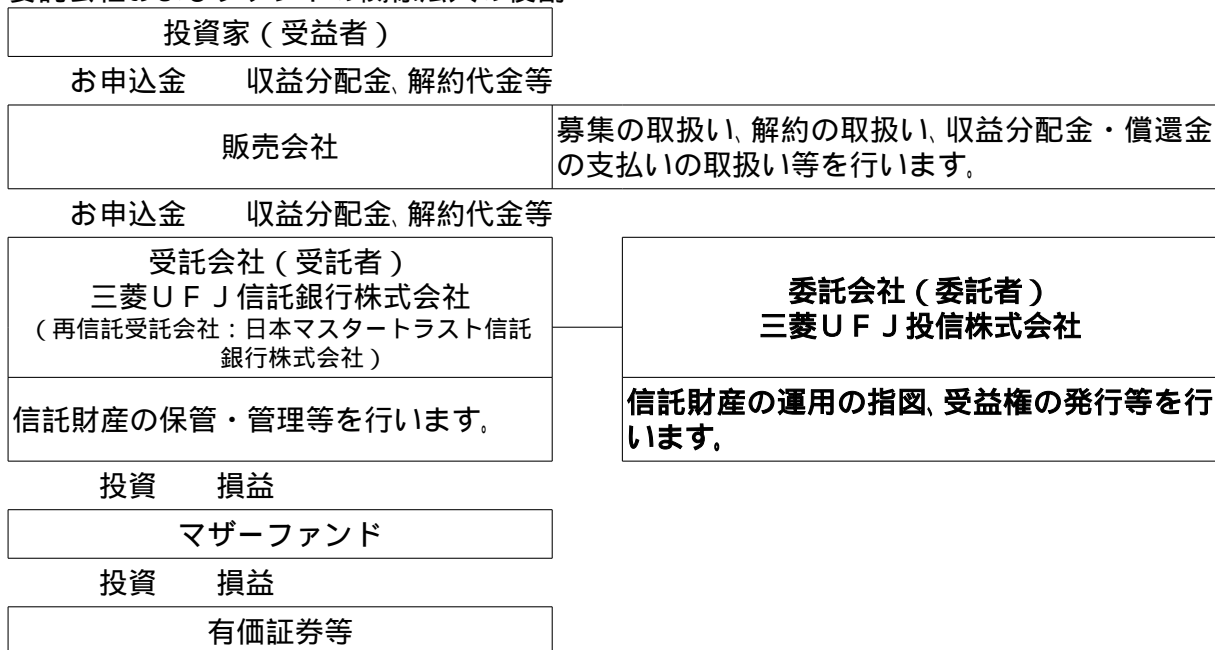 投資家（受益者）
お申込金　　収益分配金、解約代金等
販売会社
募集の取扱い、解約の取扱い、収益分配金・償還金
の支払いの取扱い等を行います。
お申込金　　収益分配金、解約代金等
受託会社（受託者）
三菱ＵＦＪ信託銀行株式会社
（再信託受託会社：日本マスタートラスト信託
銀行株式会社）
委託会社（委託者）
三菱ＵＦＪ投信株式会社
信託財産の保管・管理等を行います。
信託財産の運用の指図、受益権の発行等を行
います。
投資　　損益
マザーファンド
投資　　損益
有価証券等